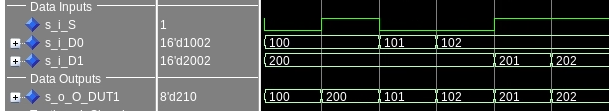 Data Inputs
s_i_S 1
s_i_D0 16'd1002 100 101 102
s_i_D1 16'd2002 200 201 202
Data Outputs
s_o_O_DUT1 8'd210 100 200 101 102 201 202